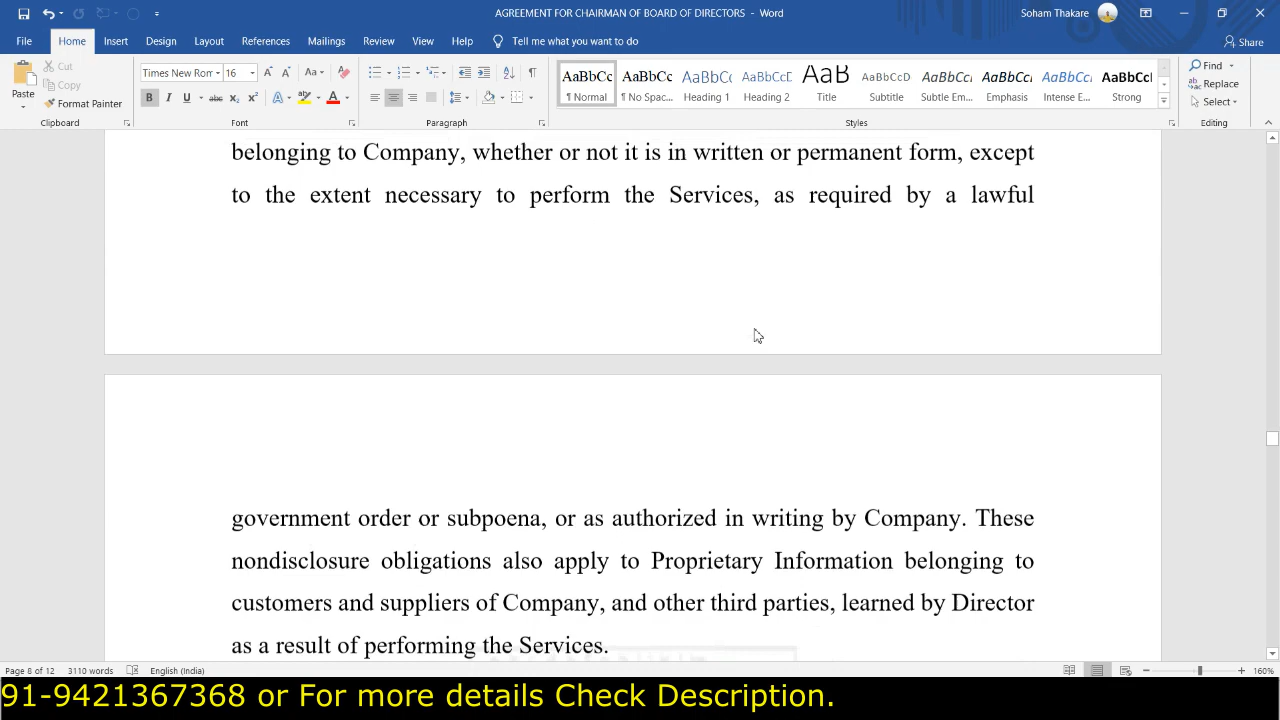 AGREEMENT FOR CHAIRMAN OF BOARD OF DIRECTORS - Word
Soham Thakare
File Home Insert Design Layout References Mailings Review View Help Tell me what you want to do
Share
Paste
Cut
Copy
Format Painter
Clipboard
Times New Rom 16
Font
Paragraph
AaBbCc AaBbCc AaBbCc AaBbCcE AaB AaBbCcD AaBbCcI AaBbCcI AaBbCcI AaBbCc
¶ Normal ¶ No Spac... Heading 1 Heading 2 Title Subtitle Subtle Em... Emphasis Intense E... Strong
Styles
Find
Replace
Select
Editing
belonging to Company, whether or not it is in written or permanent form, except
to the extent necessary to perform the Services, as required by a lawful
government order or subpoena, or as authorized in writing by Company. These
nondisclosure obligations also apply to Proprietary Information belonging to
customers and suppliers of Company, and other third parties, learned by Director
as a result of performing the Services.
Page 8 of 12 3110 words English (India)
160%
91-9421367368 or For more details Check Description.